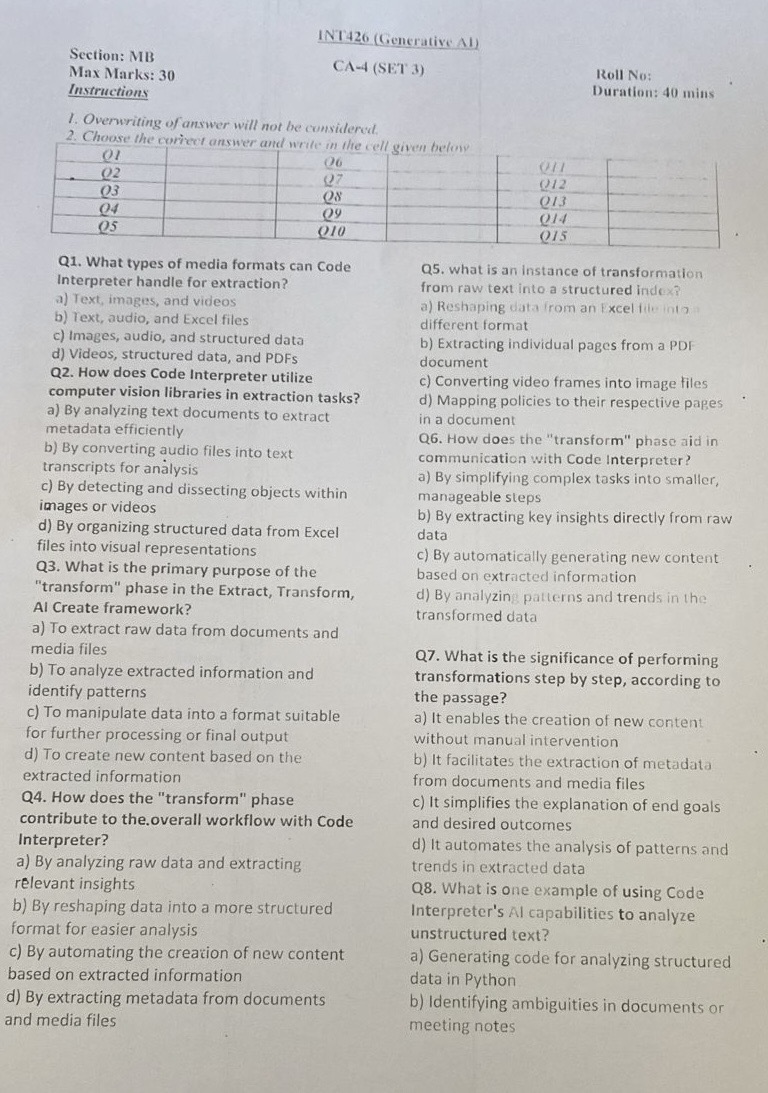 INT426 (Generative AI)
Section: MB
CA-4 (SET 3)
Max Marks: 30
Roll No:
Instructions
Duration: 40 mins
1. Overwriting of answer will not be considered.
2. Choose the correct answer and write in the cell given below
Q1 Q6 Q11
Q2 Q7 Q12
Q3 Q8 Q13
Q4 Q9 Q14
Q5 Q10 Q15
Q1. What types of media formats can Code
Interpreter handle for extraction?
a) Text, images, and videos
b) Text, audio, and Excel files
c) Images, audio, and structured data
d) Videos, structured data, and PDFs
Q2. How does Code Interpreter utilize
computer vision libraries in extraction tasks?
a) By analyzing text documents to extract
metadata efficiently
b) By converting audio files into text
transcripts for analysis
c) By detecting and dissecting objects within
images or videos
d) By organizing structured data from Excel
files into visual representations
Q3. What is the primary purpose of the
"transform" phase in the Extract, Transform,
AI Create framework?
a) To extract raw data from documents and
media files
b) To analyze extracted information and
identify patterns
c) To manipulate data into a format suitable
for further processing or final output
d) To create new content based on the
extracted information
Q4. How does the "transform" phase
contribute to the.overall workflow with Code
Interpreter?
a) By analyzing raw data and extracting
relevant insights
b) By reshaping data into a more structured
format for easier analysis
c) By automating the creation of new content
based on extracted information
d) By extracting metadata from documents
and media files
Q5. what is an instance of transformation
from raw text into a structured index?
a) Reshaping data from an Excel file into a
different format
b) Extracting individual pages from a PDF
document
c) Converting video frames into image files
d) Mapping policies to their respective pages
in a document
Q6. How does the "transform" phase aid in
communication with Code Interpreter?
a) By simplifying complex tasks into smaller,
manageable steps
b) By extracting key insights directly from raw
data
c) By automatically generating new content
based on extracted information
d) By analyzing patterns and trends in the
transformed data
Q7. What is the significance of performing
transformations step by step, according to
the passage?
a) It enables the creation of new content
without manual intervention
b) It facilitates the extraction of metadata
from documents and media files
c) It simplifies the explanation of end goals
and desired outcomes
d) It automates the analysis of patterns and
trends in extracted data
Q8. What is one example of using Code
Interpreter's AI capabilities to analyze
unstructured text?
a) Generating code for analyzing structured
data in Python
b) Identifying ambiguities in documents or
meeting notes